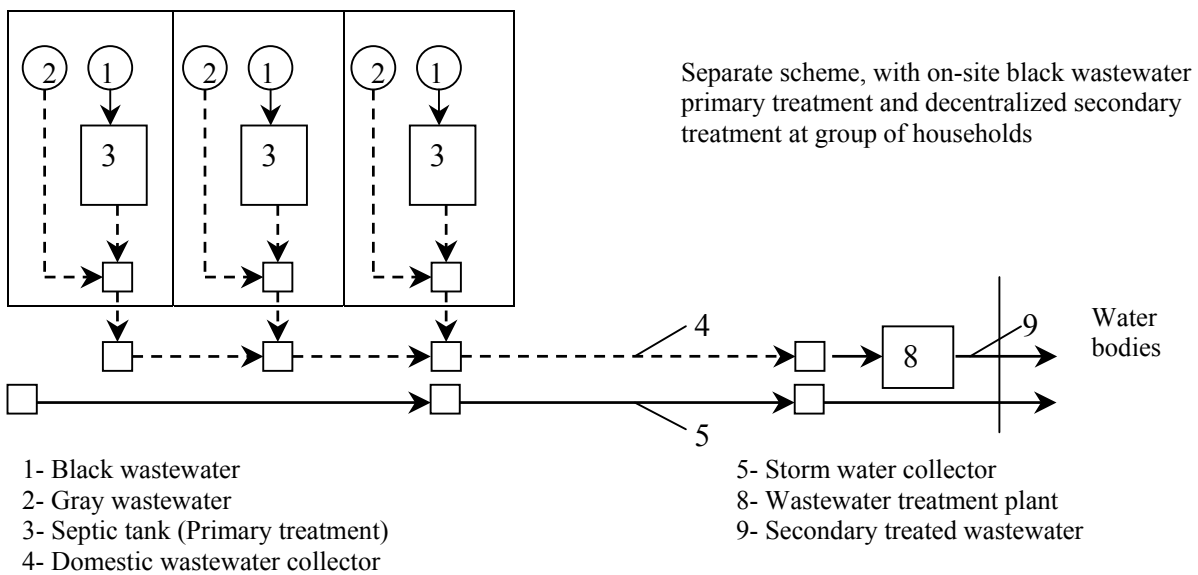 2 1 2 1 2 1
Separate scheme, with on-site black wastewater
primary treatment and decentralized secondary
treatment at group of households
3 3 3
4
9
Water
bodies
8
5
1- Black wastewater
2- Gray wastewater
3- Septic tank (Primary treatment)
4- Domestic wastewater collector
5- Storm water collector
8- Wastewater treatment plant
9- Secondary treated wastewater